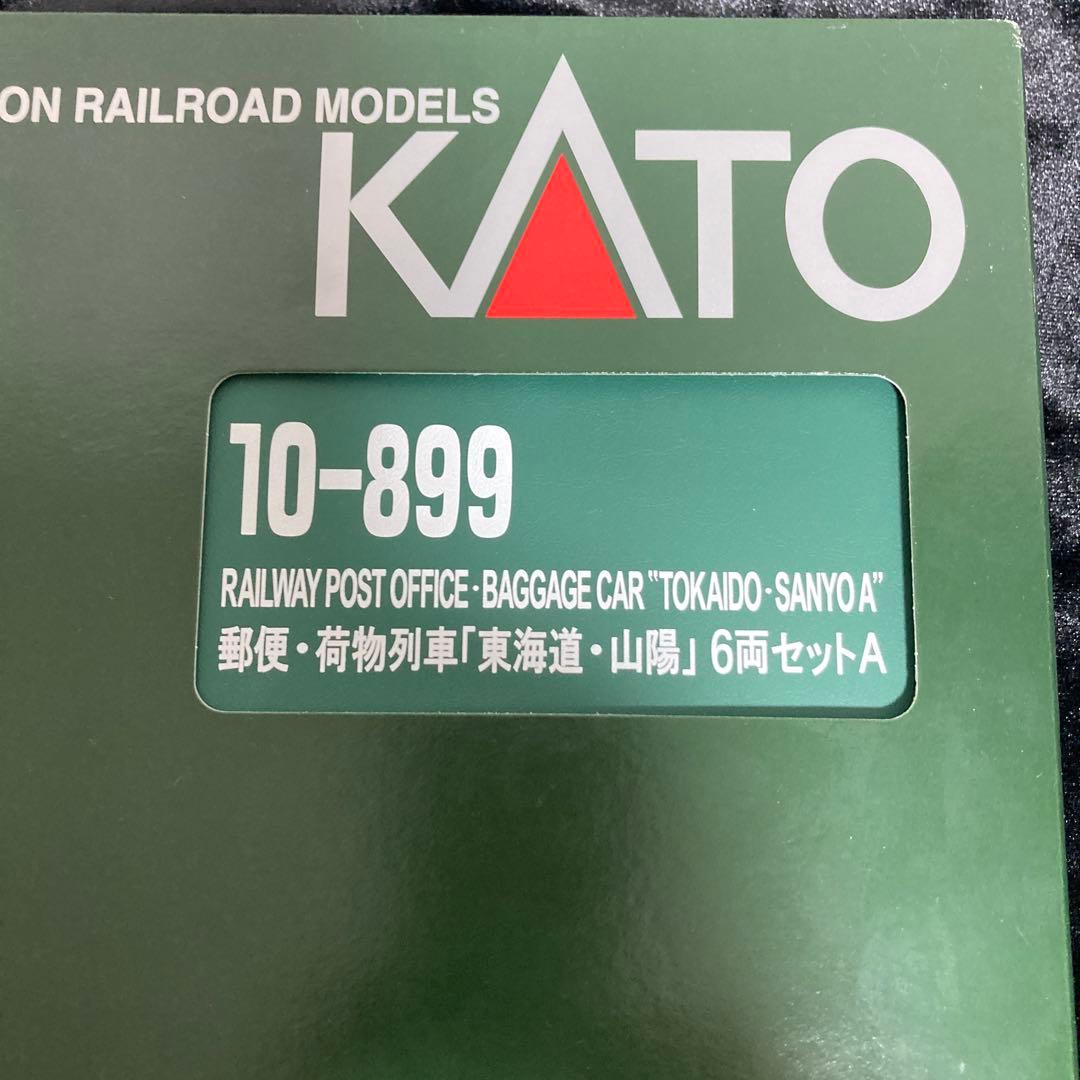 ON RAILROAD MODELS
KATO
10-899
RAILWAY POST OFFICE・BAGGAGE CAR “TOKAIDO・SANYO A”
郵便・荷物列車「東海道・山陽」6両セットA